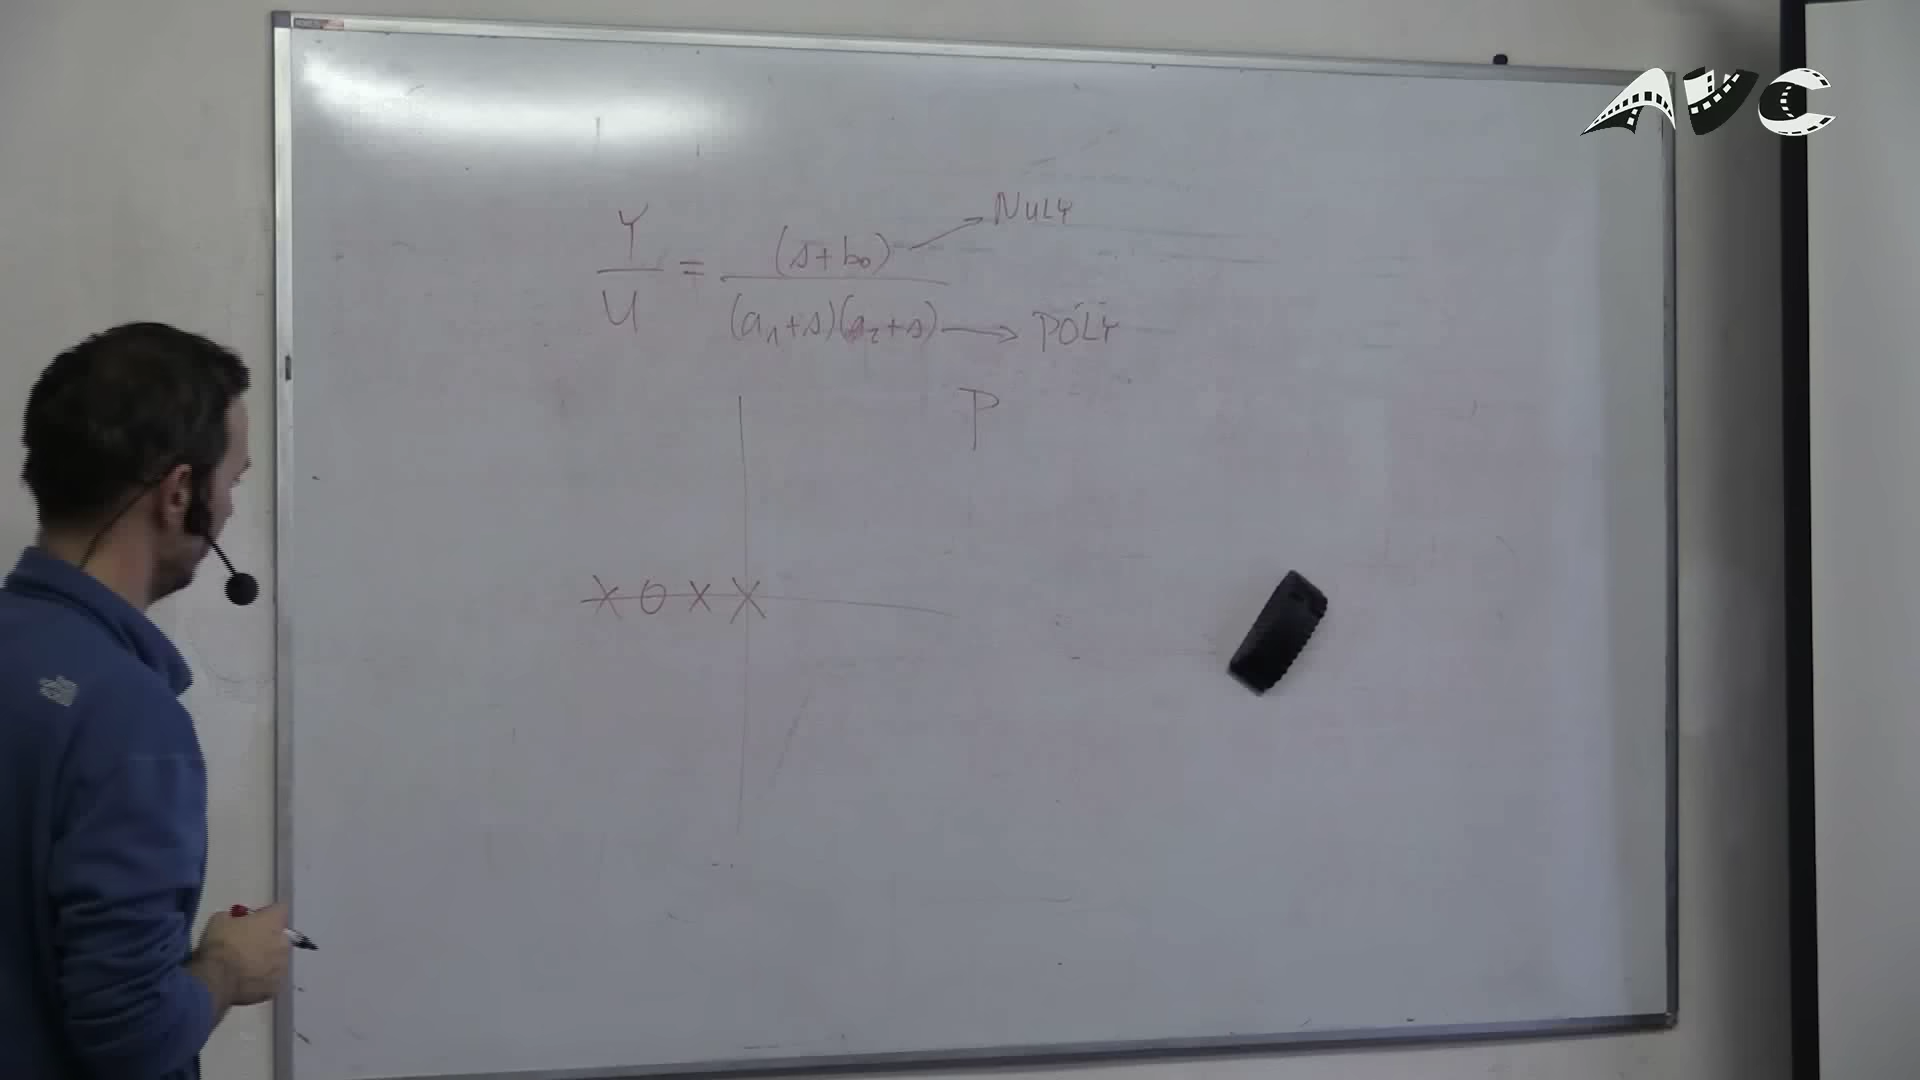 AVC
Y/U = (s+b₀)/((a₁+s)(a₂+s))
NULY
PÓLY
P
X O X X